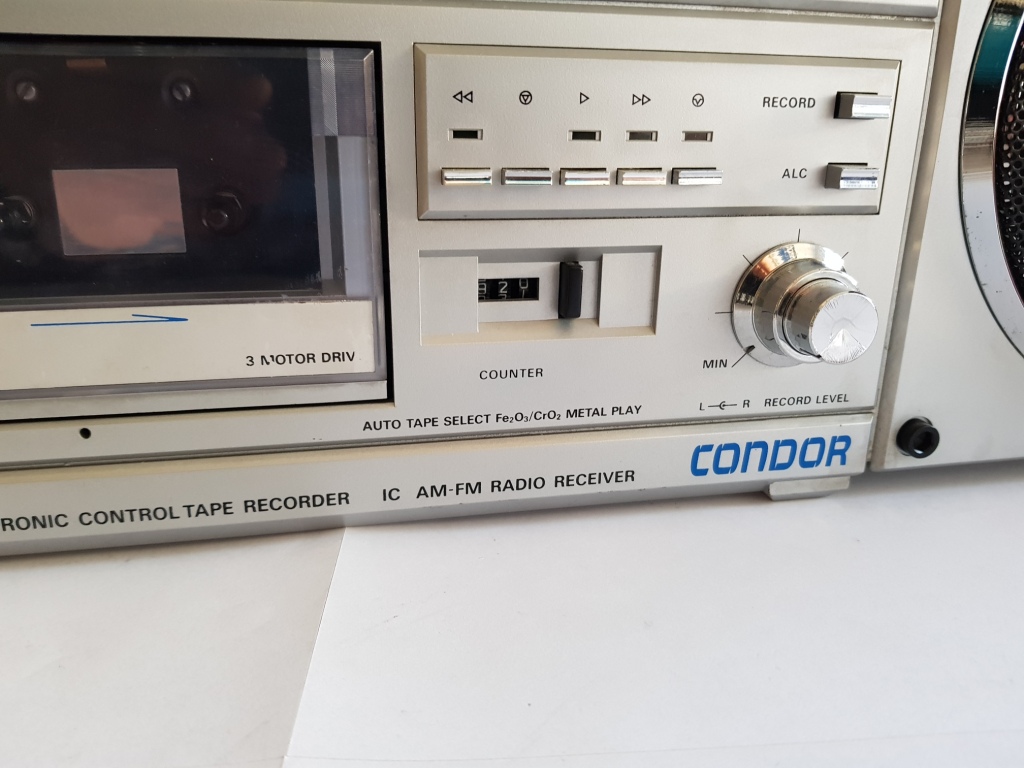 RECORD
ALC
3 MOTOR DRIV
COUNTER
MIN
L R RECORD LEVEL
AUTO TAPE SELECT Fe₂O₃/CrO₂ METAL PLAY
CONDOR
RONIC CONTROL TAPE RECORDER IC AM-FM RADIO RECEIVER